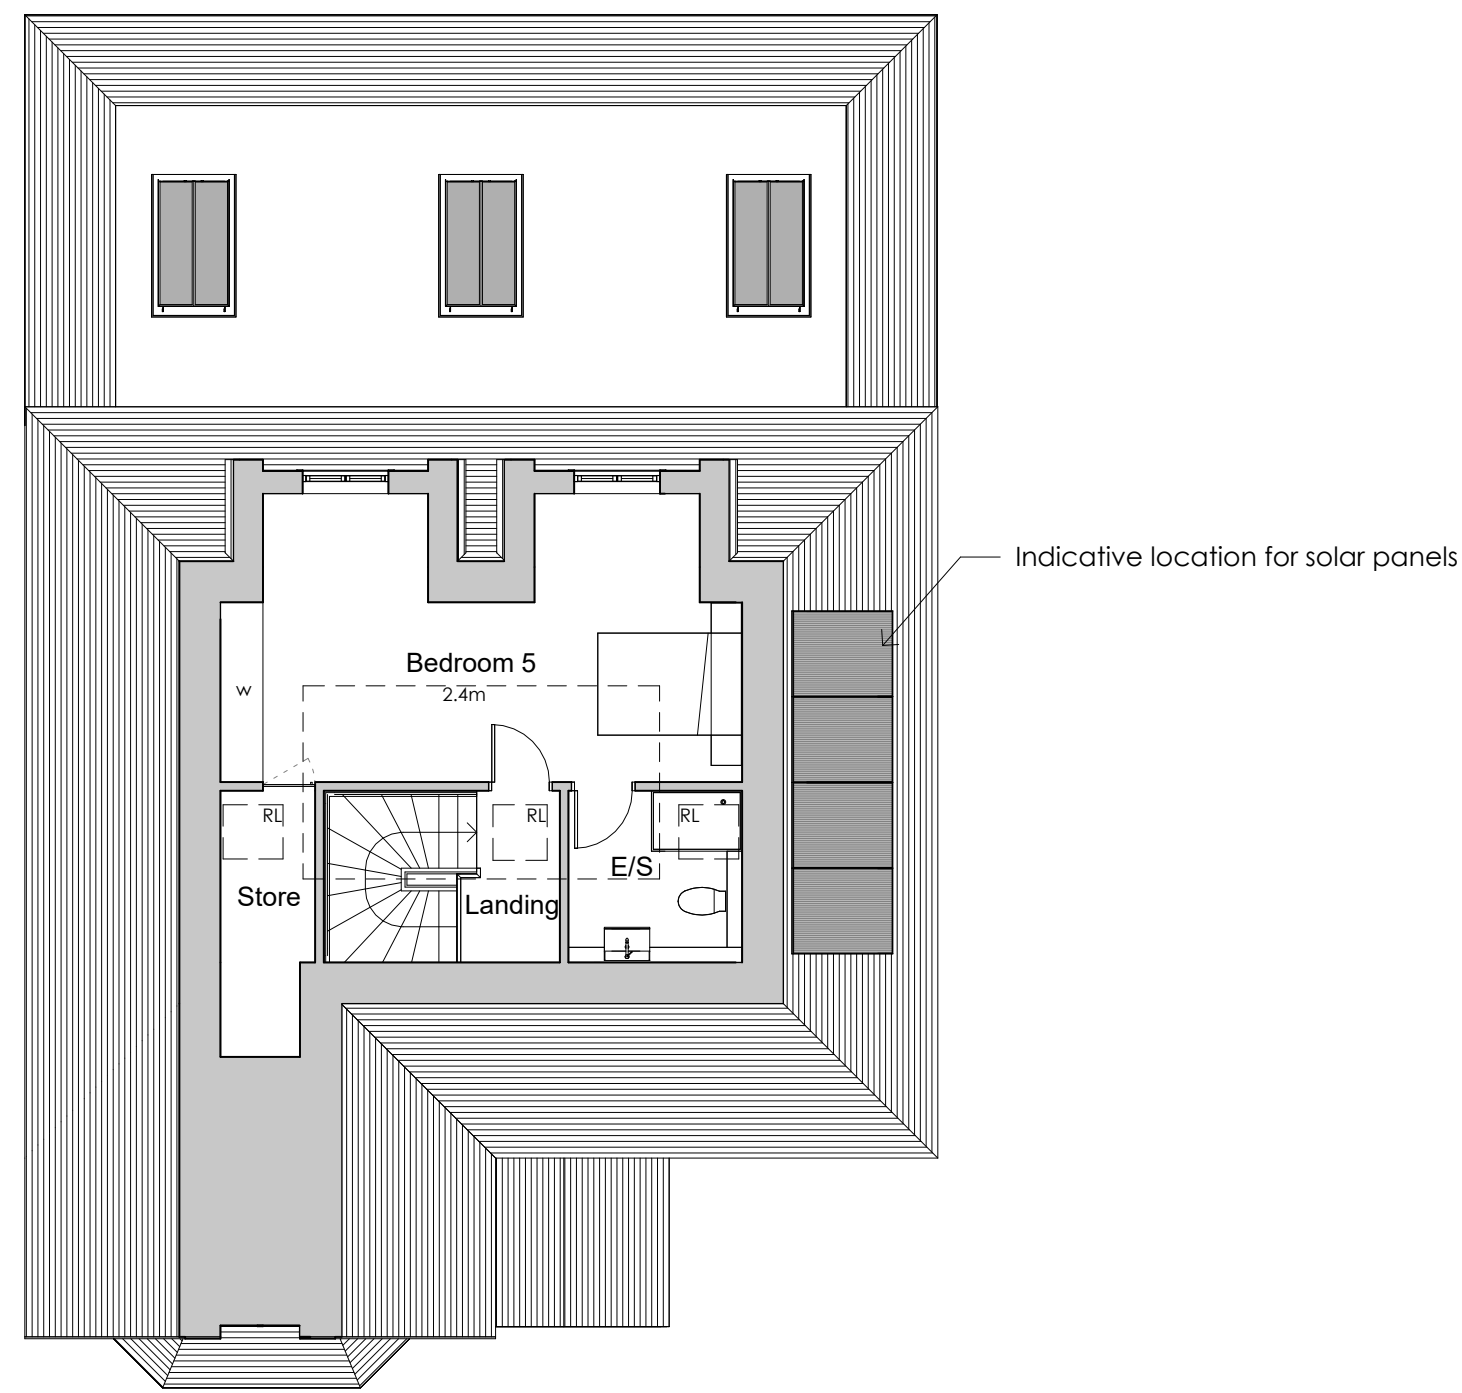 Indicative location for solar panels
Bedroom 5
2.4m
W
RL
RL
RL
E/S
Store
Landing